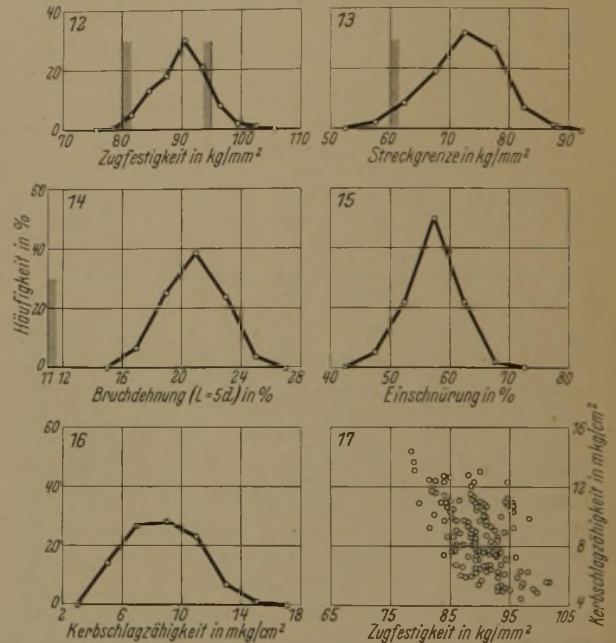 12
13
40
20
0
70 80 90 100 110
50 60 70 80 90
Zugfestigkeit in kg/mm²
Streckgrenze in kg/mm²
14
15
Häufigkeit in %
60
40
20
0
11 12 16 20 24 28
40 50 60 70 80
Bruchdehnung (L=5d) in %
Einschnürung in %
16
17
60
40
20
0
2 6 10 14 18
65 75 85 95 105
16
12
8
4
Kerbschlagzähigkeit in mkg/cm²
Zugfestigkeit in kg/mm²
Kerbschlagzähigkeit in mkg/cm²